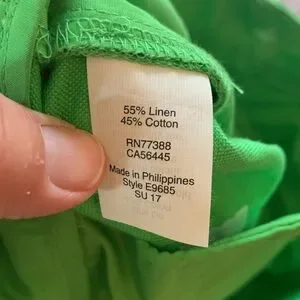 55% Linen
45% Cotton
RN77388
CA56445
Made in Philippines
Style E9685
SU 17